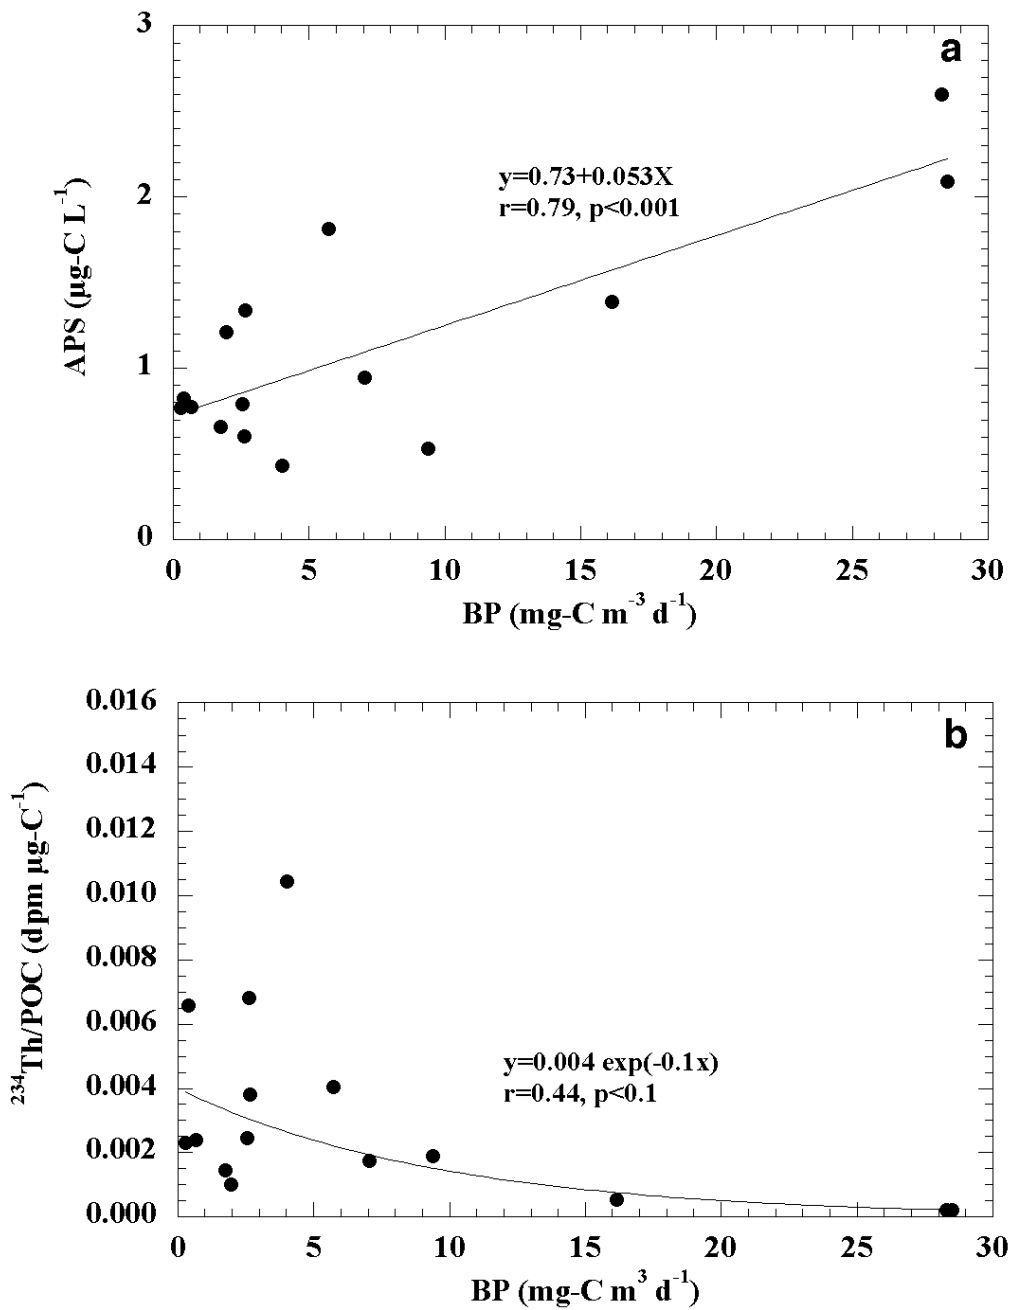 3
a
y=0.73+0.053X
r=0.79, p<0.001
2
APS (µg-C L⁻¹)
1
0
0 5 10 15 20 25 30
BP (mg-C m⁻³ d⁻¹)
0.016
b
0.014
0.012
0.010
0.008
0.006
²³⁴Th/POC (dpm µg-C⁻¹)
y=0.004 exp(-0.1x)
r=0.44, p<0.1
0.004
0.002
0.000
0 5 10 15 20 25 30
BP (mg-C m³ d⁻¹)